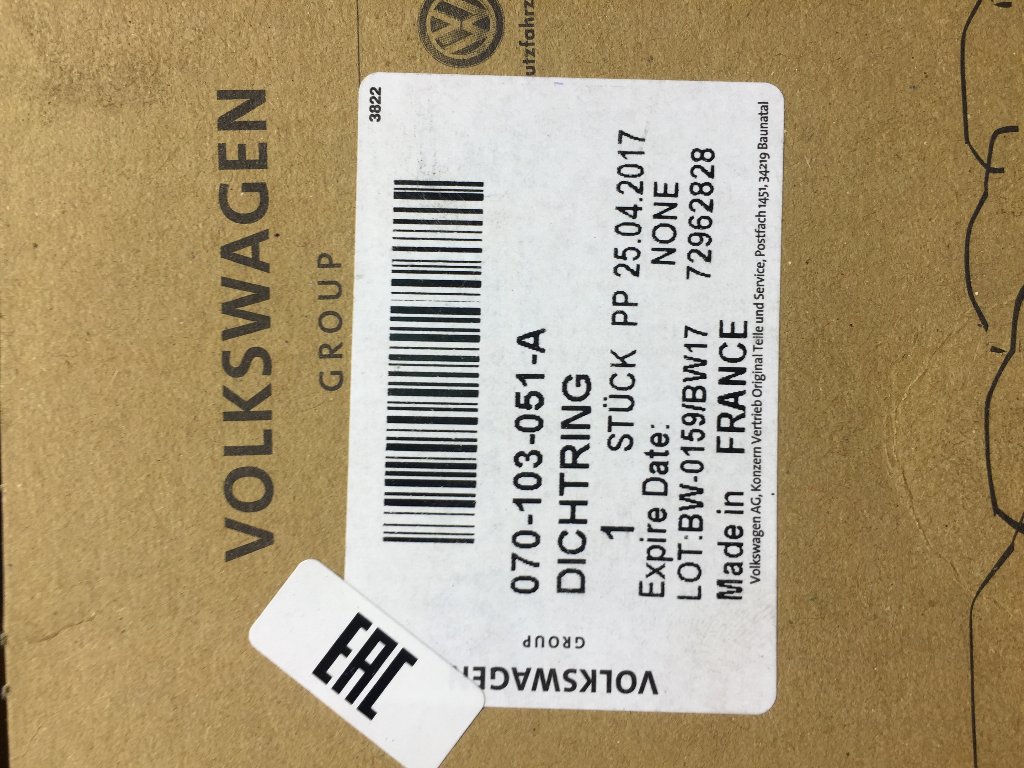 VOLKSWAGEN
GROUP
utzfahrz
3822
070-103-051-A
DICHTRING
1 STÜCK PP 25.04.2017
Expire Date: NONE
LOT:BW-0159/BW17 72962828
Made in FRANCE
Volkswagen AG, Konzern Vertrieb Original Teile und Service, Postfach 1451, 34219 Baunatal
VOLKSWAGEN
GROUP
EAC